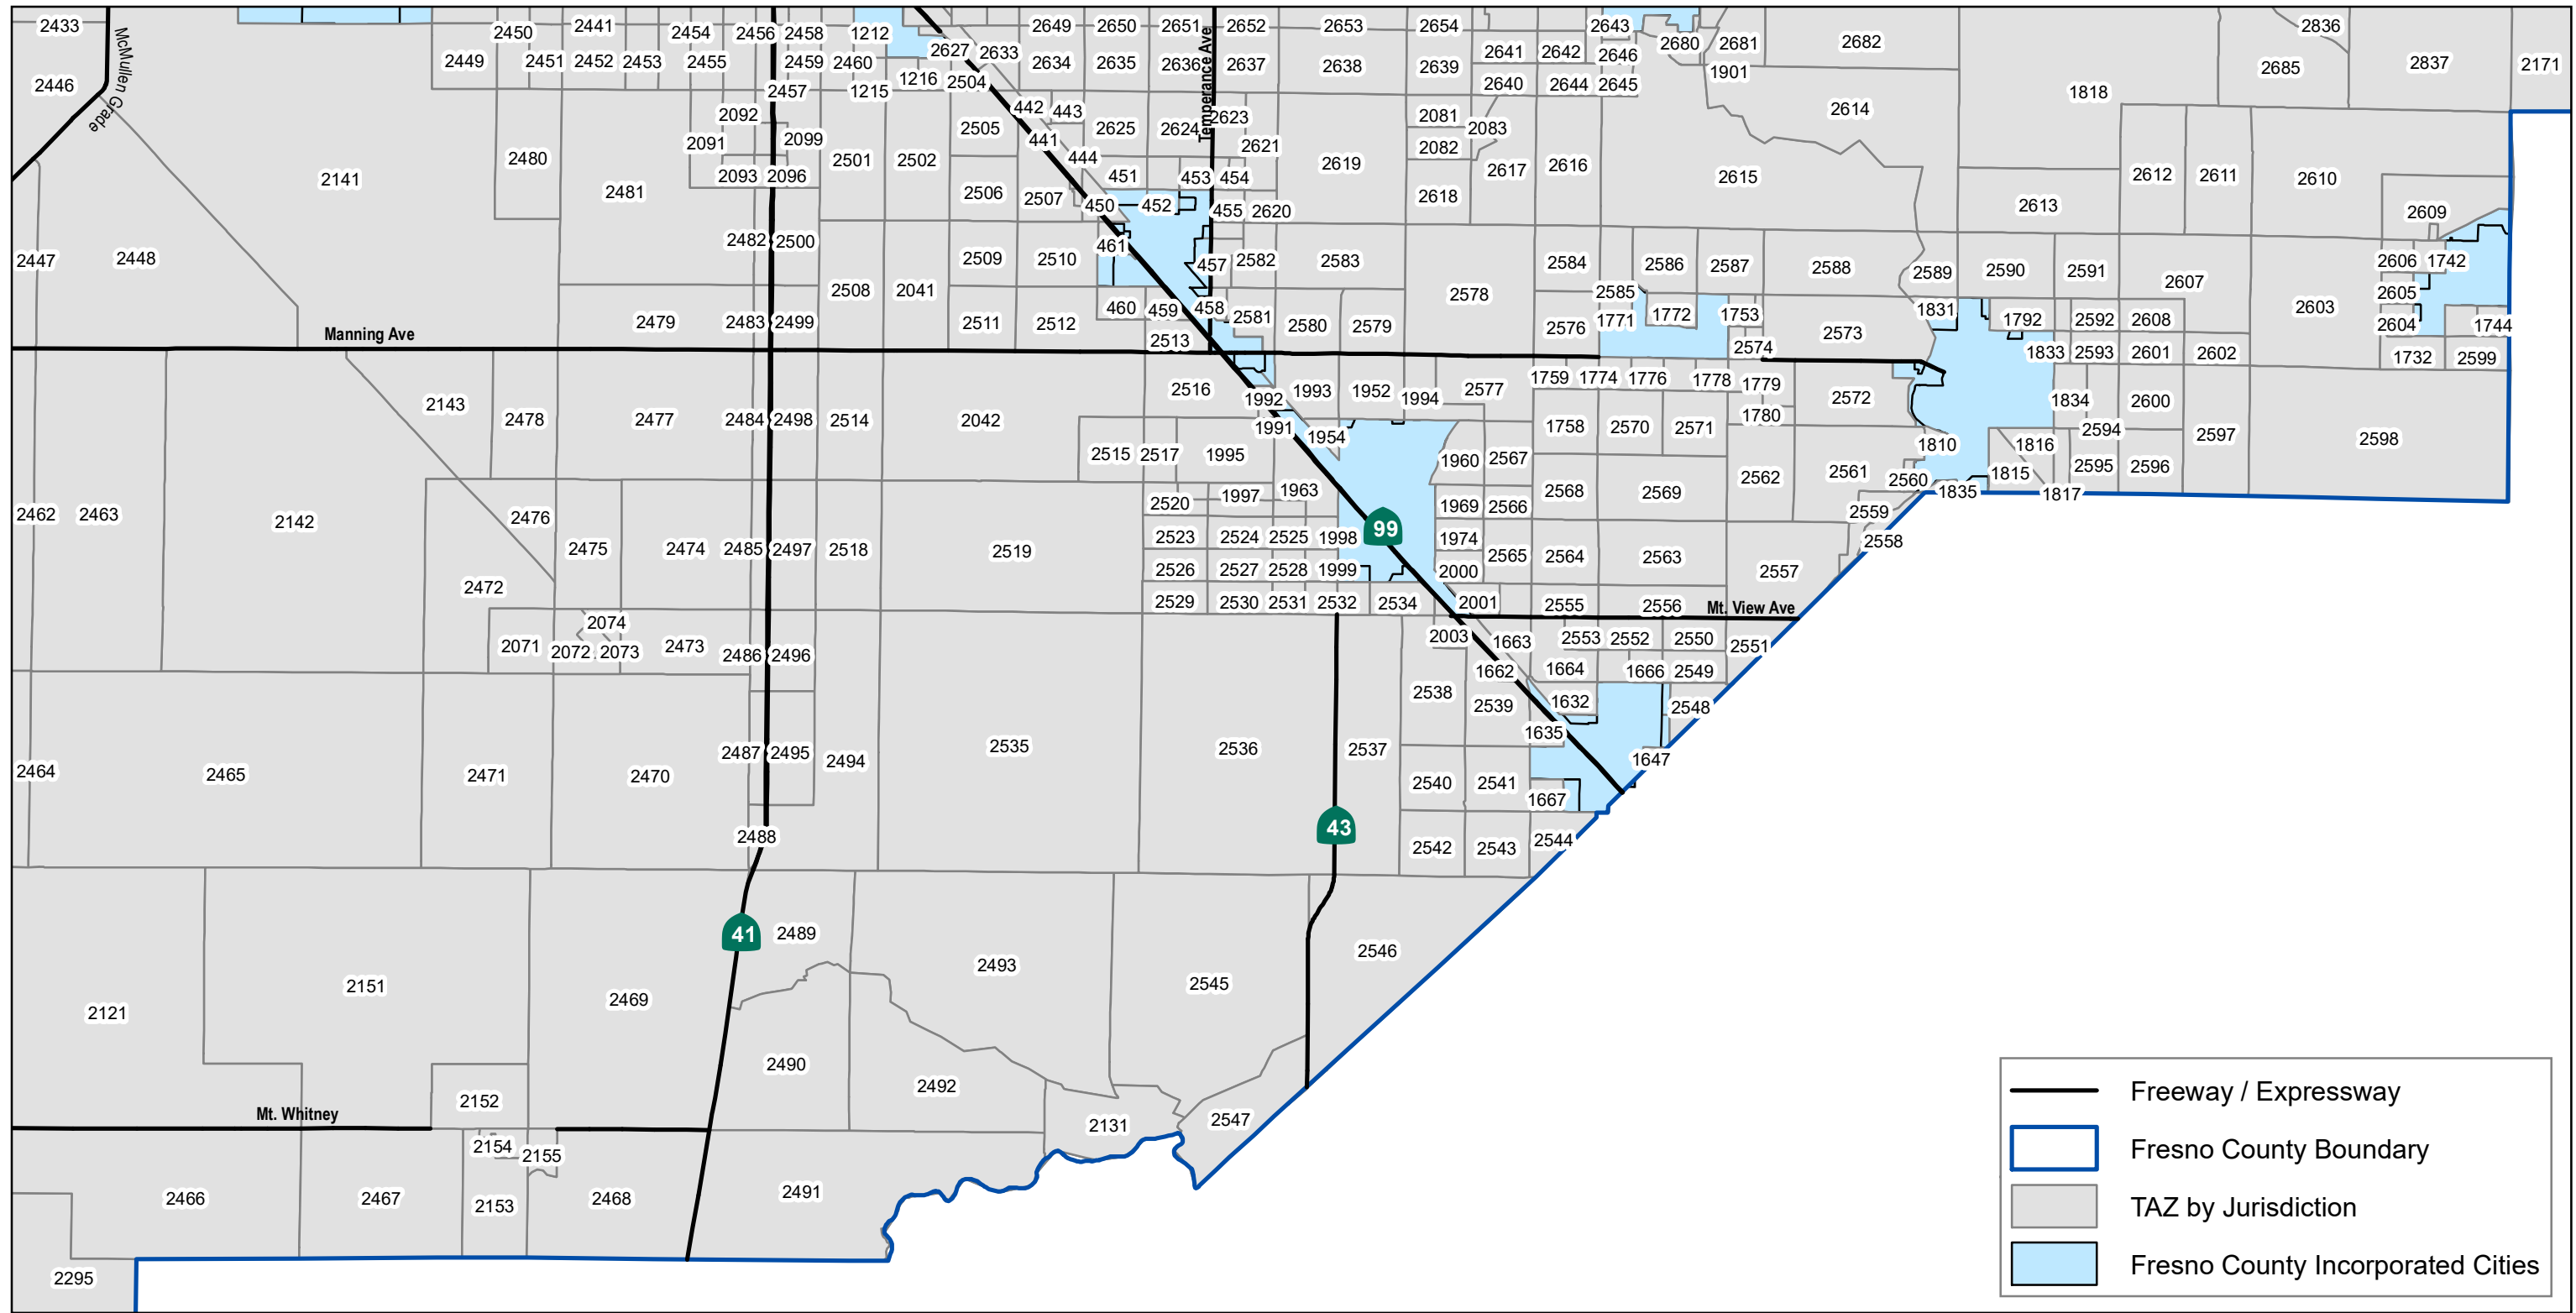 2433 2450 2441 2454 2456 2458 1212 2649 2650 2651 2652 2653 2654 2643 2836
2627 2633 2641 2642 2646 2680 2681 2682
2446 2449 2451 2452 2453 2455 2459 2460 2634 2635 2636 2637 2638 2639 2685 2837 2171
McMullen Grade
Temperance Ave
2457 1215 1216 2504 2640 2644 2645 1901 1818
442 443 2614
2092 2505 441 2625 2624 2623 2081 2083
2091 2099 2621 2082
2141 2480 2481 2093 2096 2501 2502 444 451 453 454 2619 2617 2616 2615 2612 2611 2610
2506 2507 450 452 455 2620 2618 2613 2609
2447 2448 2482 2500 2509 2510 461 457 2582 2583 2584 2586 2587 2588 2589 2590 2591 2606 1742
2508 2041 2578 2585 2607 2605
460 459 458 2581 1771 1772 1753 1831 2603
Manning Ave
2479 2483 2499 2511 2512 2580 2579 2576 2573 1792 2592 2608 2604 1744
2513 2574 1833 2593 2601 2602 1732 2599
2143 2516 1992 1993 1952 1994 2577 1759 1774 1776 1778 1779 2572 1834 2600
2478 2477 2484 2498 2514 2042 1991 1954 1758 2570 2571 1780 2594 2597 2598
2515 2517 1995 1960 2567 1810 1816
2562 2561 2560 1815 2595 2596
2462 2463 2142 2476 2520 1997 1963 1969 2566 2568 2569 2559 1835 1817
2475 2474 2485 2497 2518 2519 2523 2524 2525 1998 99 1974 2565 2564 2563 2558
2472 2526 2527 2528 1999 2000 2557
2529 2530 2531 2532 2534 2001 2555 2556
Mt. View Ave
2074
2071 2072 2073 2473 2486 2496 2003 1663 2553 2552 2550 2551
1662 1664 1666 2549
2538 2539 1632 2548
1635
2464 2465 2471 2470 2487 2495 2494 2535 2536 2537 1647
2540 2541 1667
2488 43 2542 2543 2544
41 2489
2493 2546
2121 2151 2469 2545
2490 2492
2152
Mt. Whitney
2131 2547
2154 2155
2466 2467 2153 2468 2491
2295
Freeway / Expressway
Fresno County Boundary
TAZ by Jurisdiction
Fresno County Incorporated Cities